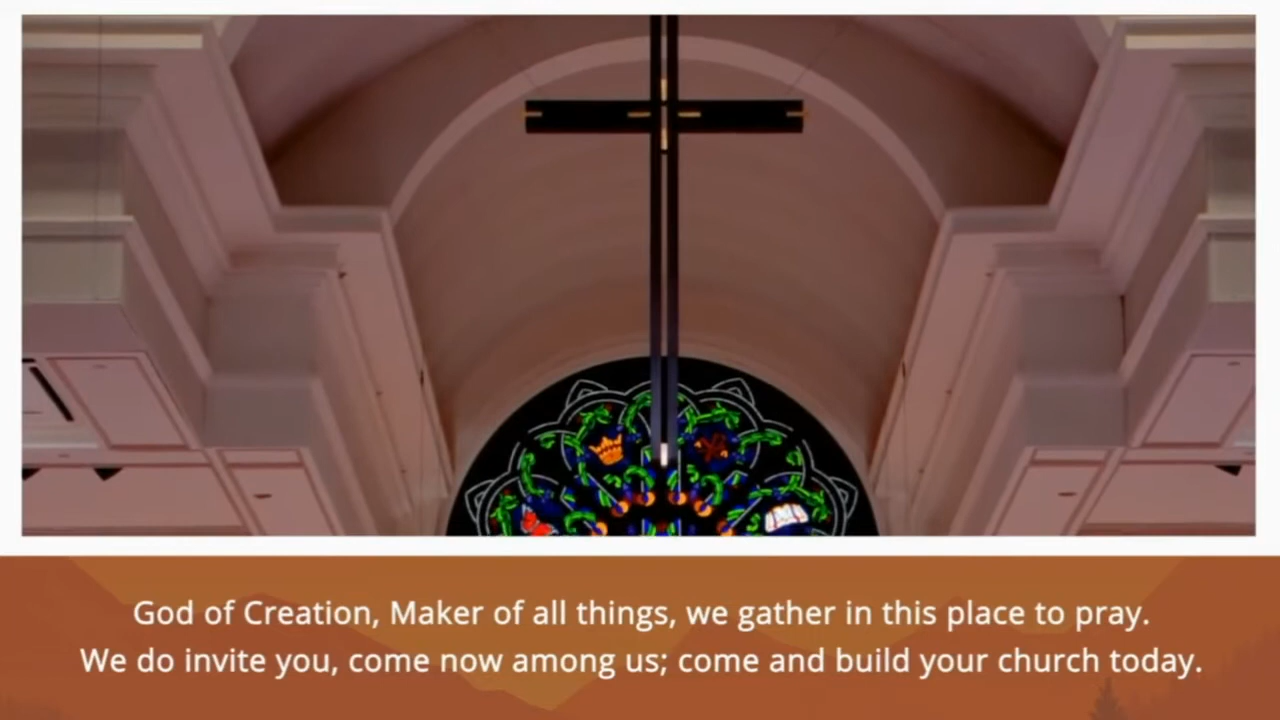 God of Creation, Maker of all things, we gather in this place to pray.
We do invite you, come now among us; come and build your church today.